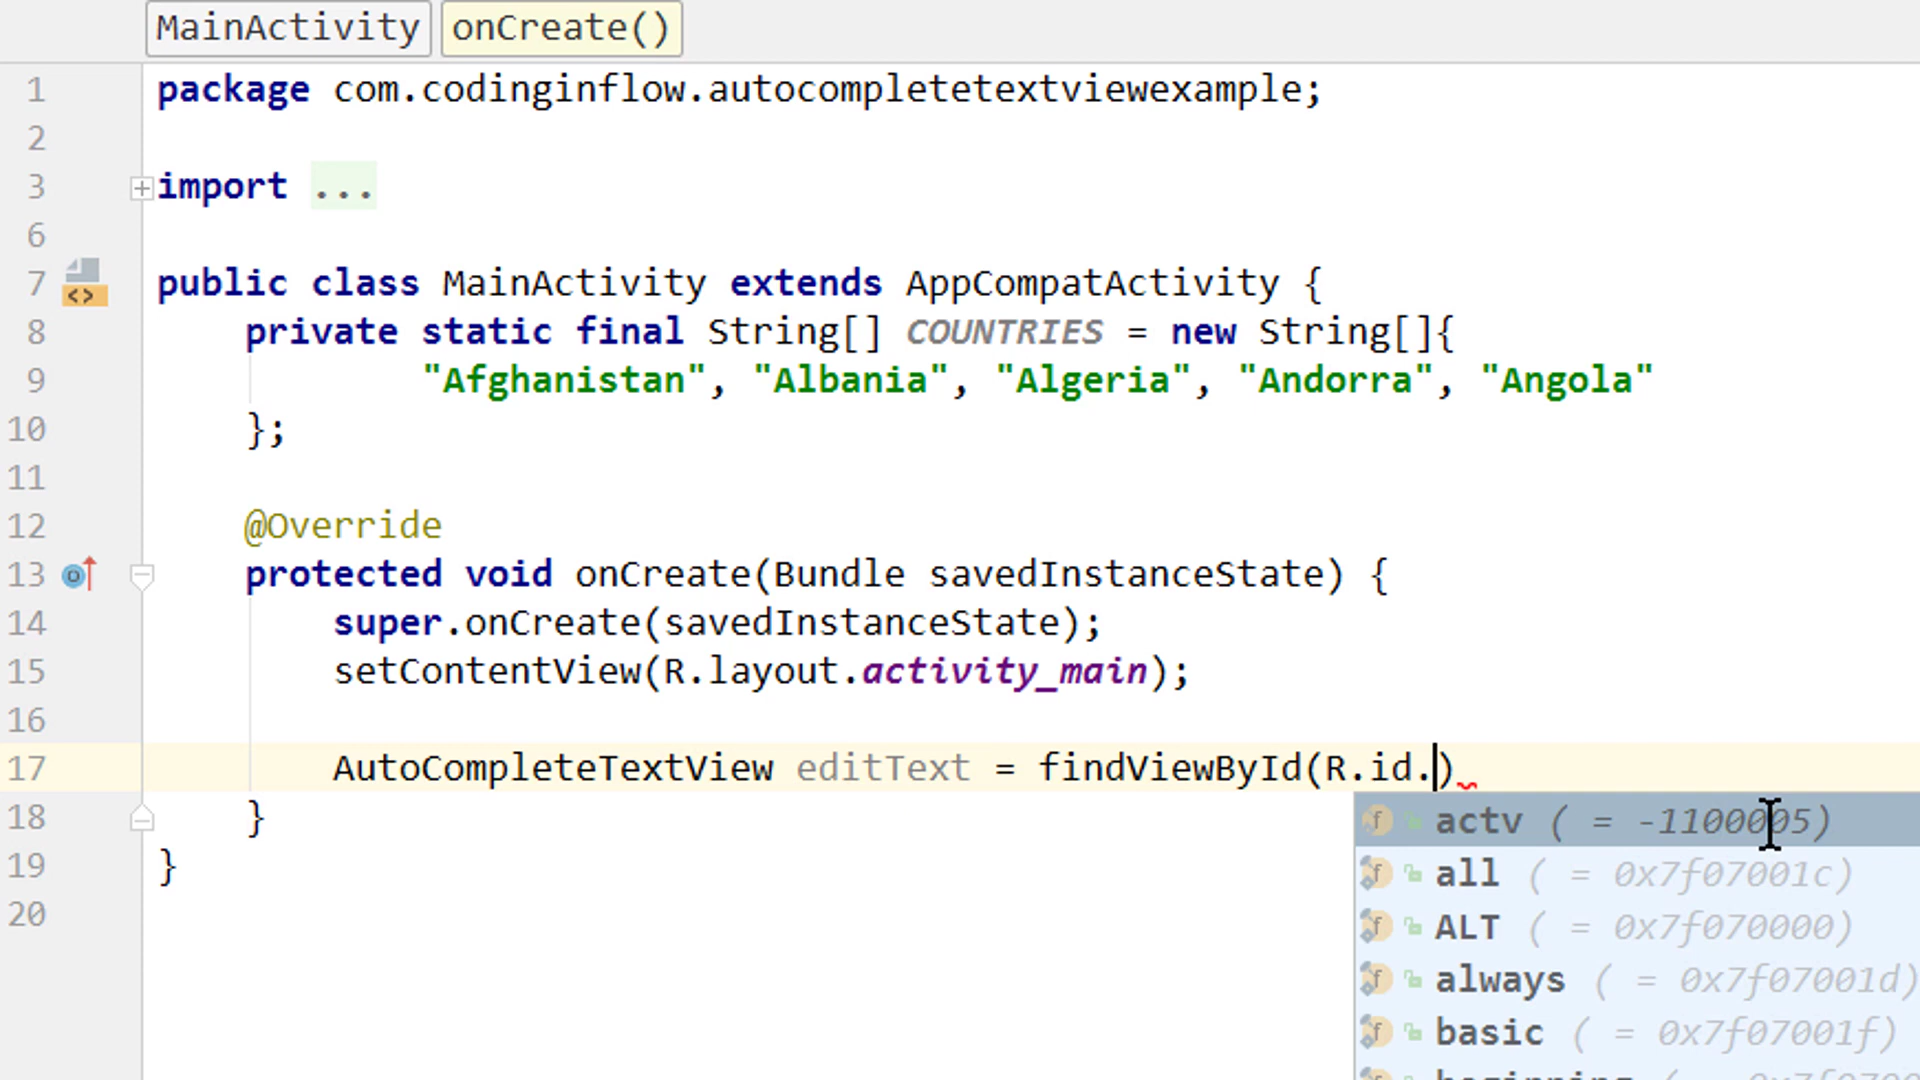 MainActivity onCreate()
1 package com.codinginflow.autocompletetextviewexample;
2
3 import ...
6
7 public class MainActivity extends AppCompatActivity {
8 private static final String[] COUNTRIES = new String[]{
9 "Afghanistan", "Albania", "Algeria", "Andorra", "Angola"
10 };
11
12 @Override
13 protected void onCreate(Bundle savedInstanceState) {
14 super.onCreate(savedInstanceState);
15 setContentView(R.layout.activity_main);
16
17 AutoCompleteTextView editText = findViewById(R.id.)
18 }
19 }
20
f actv ( = -1100005)
f all ( = 0x7f07001c)
f ALT ( = 0x7f070000)
f always ( = 0x7f07001d)
f basic ( = 0x7f07001f)